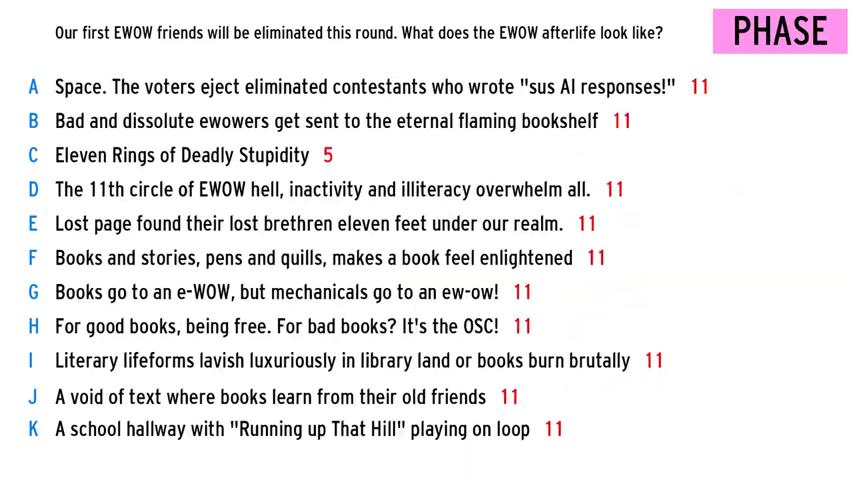 Our first EWOW friends will be eliminated this round. What does the EWOW afterlife look like?
PHASE
A Space. The voters eject eliminated contestants who wrote "sus AI responses!" 11
B Bad and dissolute ewowers get sent to the eternal flaming bookshelf 11
C Eleven Rings of Deadly Stupidity 5
D The 11th circle of EWOW hell, inactivity and illiteracy overwhelm all. 11
E Lost page found their lost brethren eleven feet under our realm. 11
F Books and stories, pens and quills, makes a book feel enlightened 11
G Books go to an e-WOW, but mechanicals go to an ew-ow! 11
H For good books, being free. For bad books? It's the OSC! 11
I Literary lifeforms lavish luxuriously in library land or books burn brutally 11
J A void of text where books learn from their old friends 11
K A school hallway with "Running up That Hill" playing on loop 11